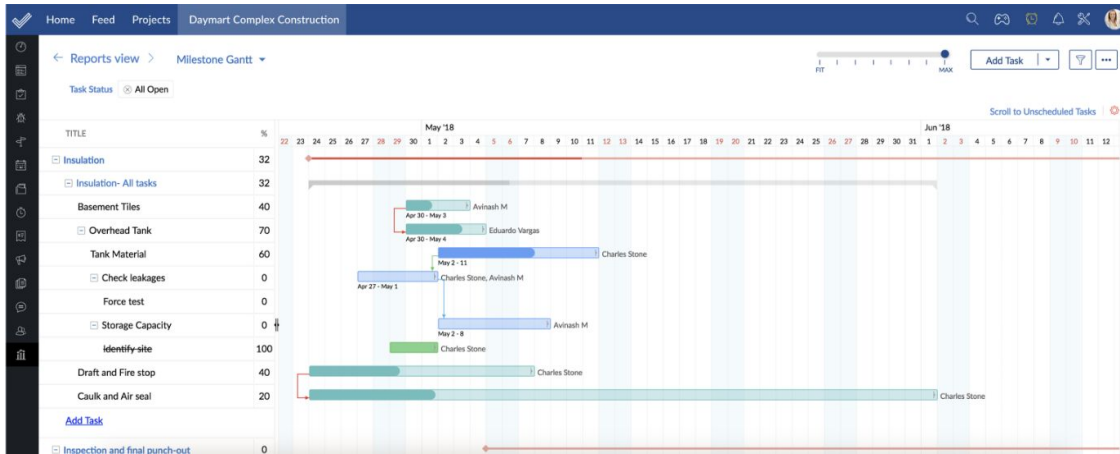 Home Feed Projects Daymart Complex Construction
← Reports view > Milestone Gantt
FIT MAX
Add Task
Task Status All Open
Scroll to Unscheduled Tasks
TITLE %
May '18 Jun '18
22 23 24 25 26 27 28 29 30 1 2 3 4 5 6 7 8 9 10 11 12 13 14 15 16 17 18 19 20 21 22 23 24 25 26 27 28 29 30 31 1 2 3 4 5 6 7 8 9 10 11 12
Insulation 32
Insulation- All tasks 32
Basement Tiles 40 Avinash M
Apr 30 - May 3
Overhead Tank 70 Eduardo Vargas
Apr 30 - May 4
Tank Material 60 Charles Stone
May 2 - 11
Check leakages 0 Charles Stone, Avinash M
Apr 27 - May 1
Force test 0
Storage Capacity 0 Avinash M
May 2 - 8
Identify site 100 Charles Stone
Draft and Fire stop 40 Charles Stone
Caulk and Air seal 20 Charles Stone
Add Task
Inspection and final punch-out 0